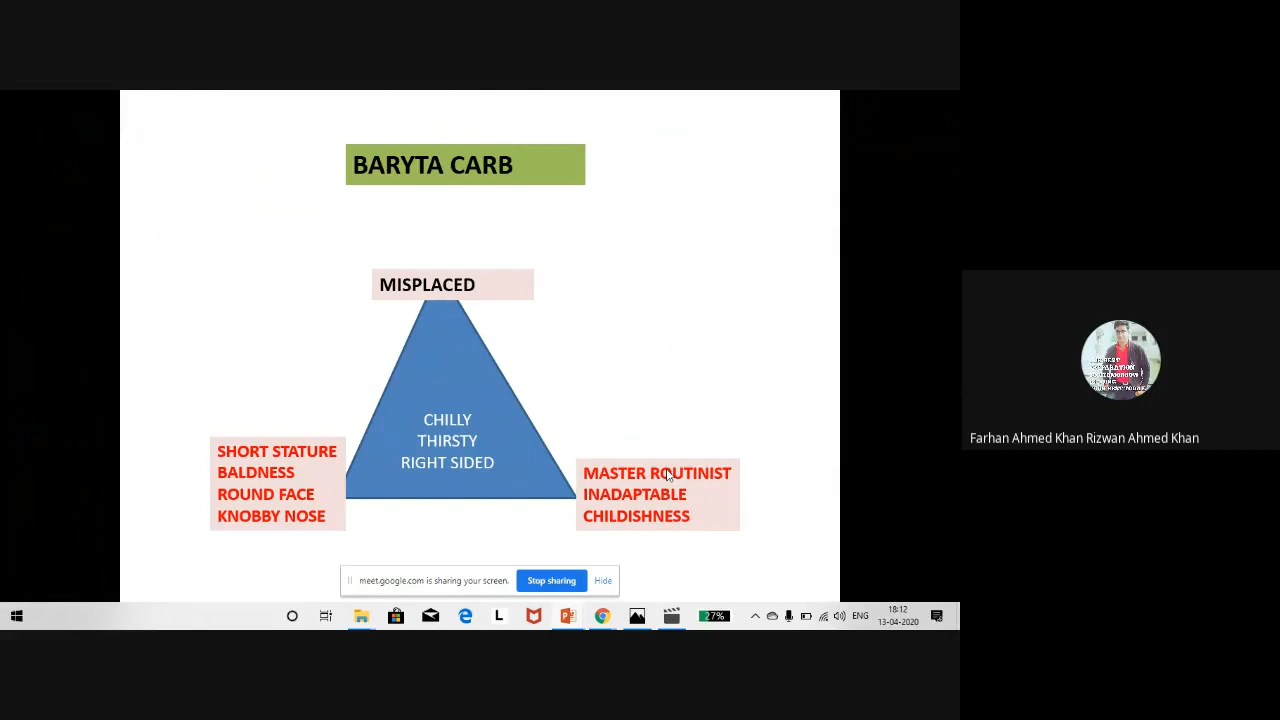 BARYTA CARB
MISPLACED
CHILLY
THIRSTY
RIGHT SIDED
SHORT STATURE
BALDNESS
ROUND FACE
KNOBBY NOSE
MASTER ROUTINIST
INADAPTABLE
CHILDISHNESS
Farhan Ahmed Khan Rizwan Ahmed Khan
meet.google.com is sharing your screen.
Stop sharing
Hide
27%
ENG
18:12
13-04-2020